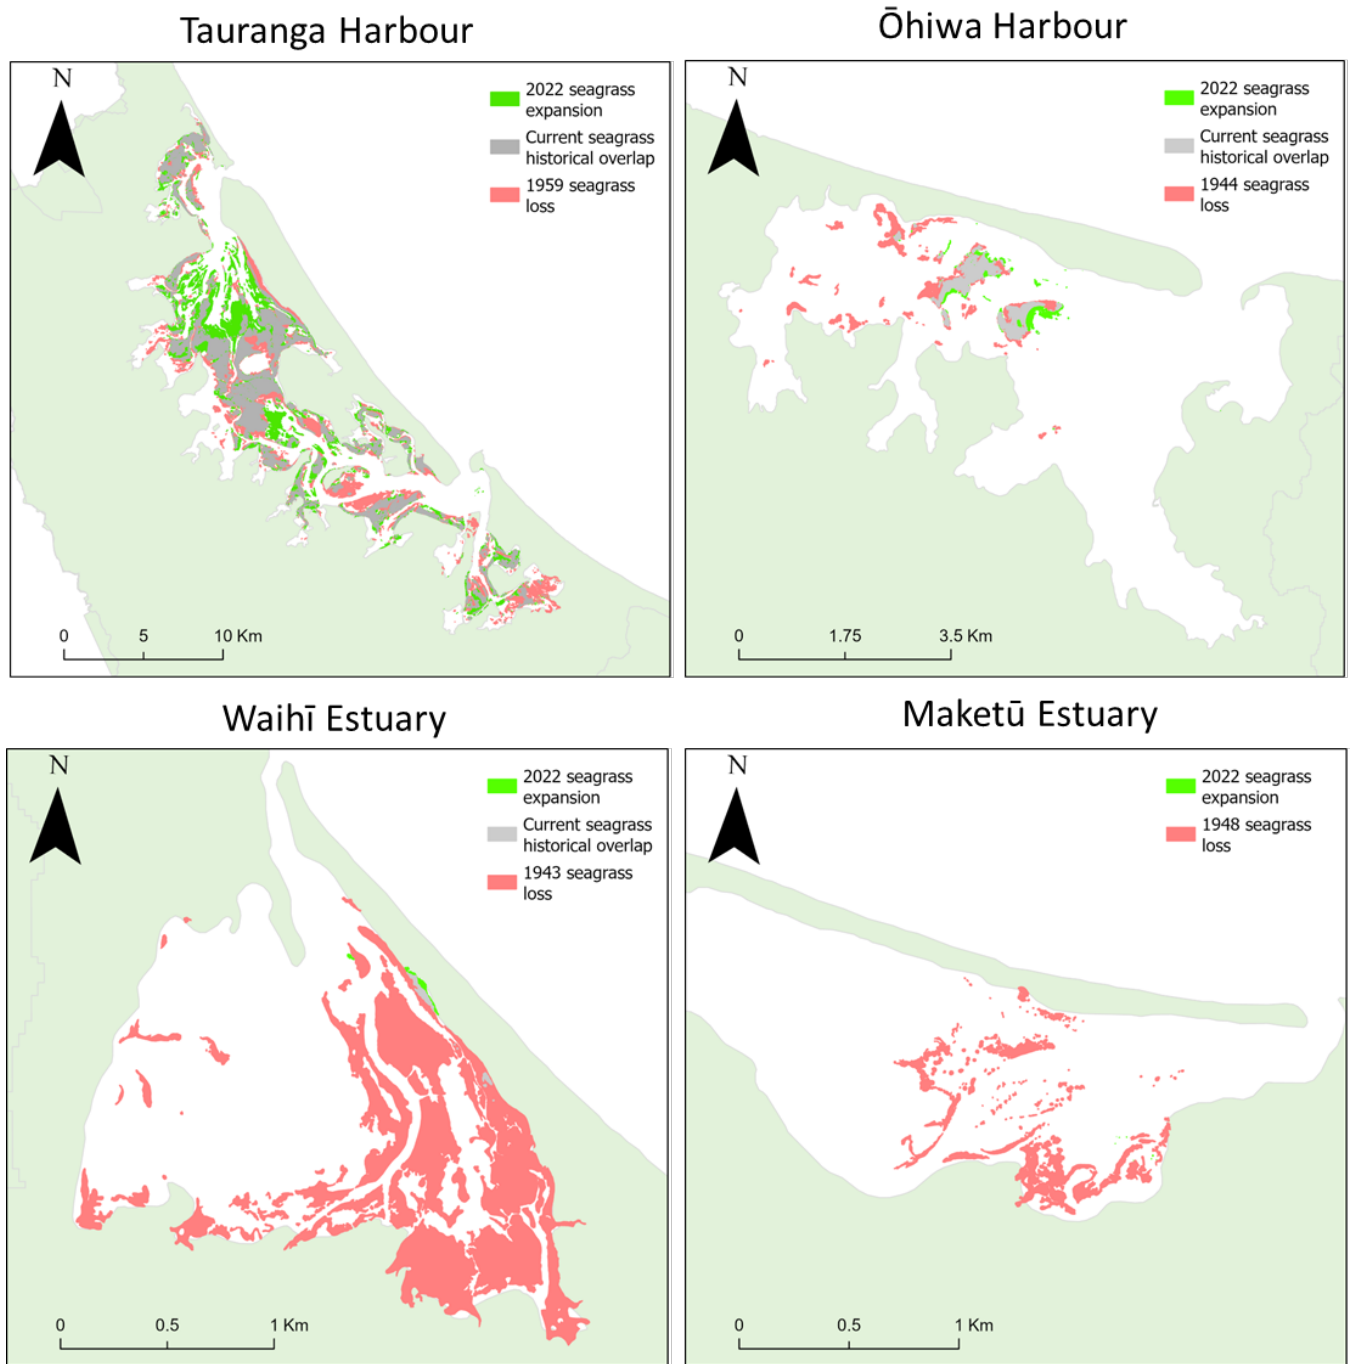 Tauranga Harbour
N
2022 seagrass
expansion
Current seagrass
historical overlap
1959 seagrass
loss
0 5 10 Km
Ōhiwa Harbour
N
2022 seagrass
expansion
Current seagrass
historical overlap
1944 seagrass
loss
0 1.75 3.5 Km
Waihī Estuary
N
2022 seagrass
expansion
Current seagrass
historical overlap
1943 seagrass
loss
0 0.5 1 Km
Maketū Estuary
N
2022 seagrass
expansion
1948 seagrass
loss
0 0.5 1 Km